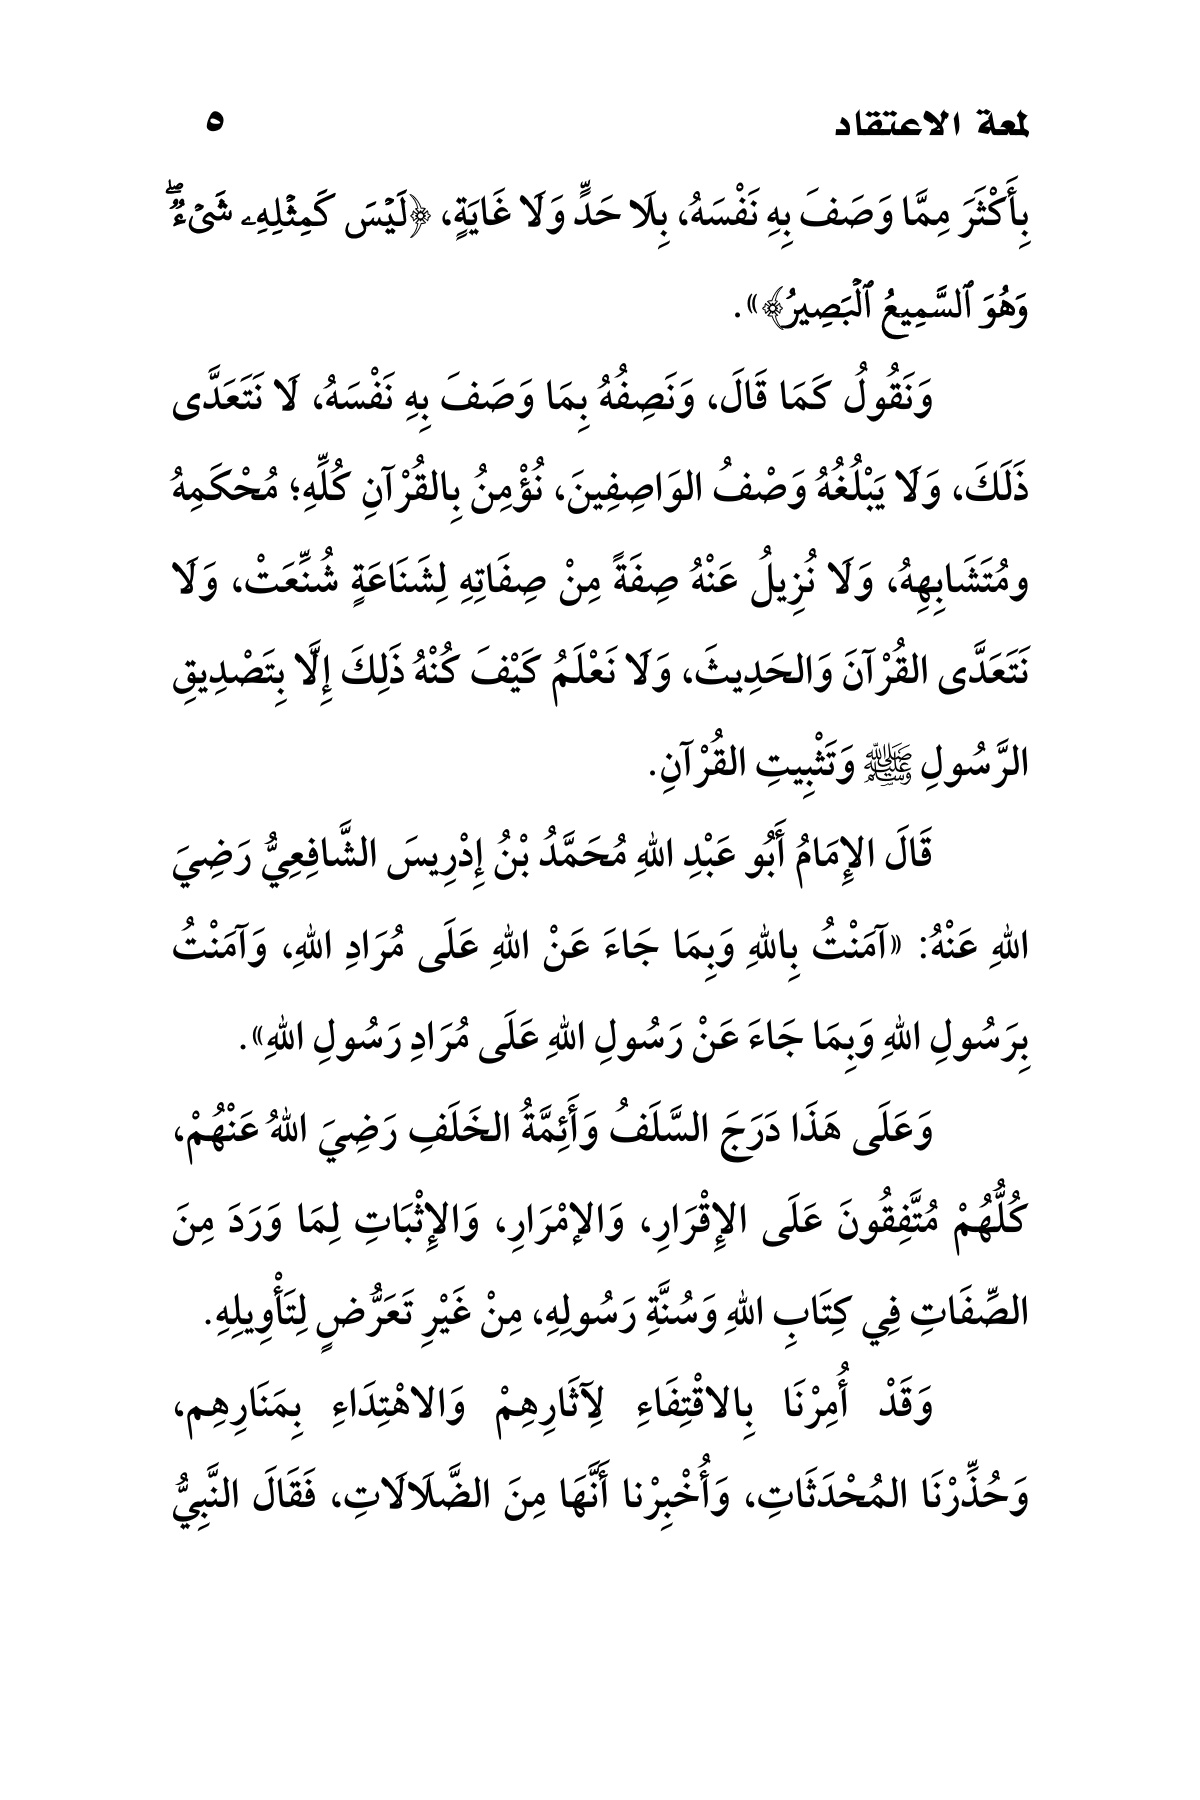 لمعة الاعتقاد ٥
بِأَكْثَرَ مِمَّا وَصَفَ بِهِ نَفْسَهُ، بِلَا حَدٍّ وَلَا غَايَةٍ، ﴿لَيۡسَ كَمِثۡلِهِۦ شَيۡءٞۖ
وَهُوَ ٱلسَّمِيعُ ٱلۡبَصِيرُ﴾».
وَنَقُولُ كَمَا قَالَ، وَنَصِفُهُ بِمَا وَصَفَ بِهِ نَفْسَهُ، لَا نَتَعَدَّى
ذَلَكَ، وَلَا يَبْلُغُهُ وَصْفُ الوَاصِفِينَ، نُؤْمِنُ بِالقُرْآنِ كُلِّهِ؛ مُحْكَمِهُ
ومُتَشَابِهِهُ، وَلَا نُزِيلُ عَنْهُ صِفَةً مِنْ صِفَاتِهِ لِشَنَاعَةٍ شُنِّعَتْ، وَلَا
نَتَعَدَّى القُرْآنَ وَالحَدِيثَ، وَلَا نَعْلَمُ كَيْفَ كُنْهُ ذَلِكَ إِلَّا بِتَصْدِيقِ
الرَّسُولِ ﷺ وَتَثْبِيتِ القُرْآنِ.
قَالَ الإِمَامُ أَبُو عَبْدِ اللهِ مُحَمَّدُ بْنُ إِدْرِيسَ الشَّافِعِيُّ رَضِيَ
اللهِ عَنْهُ: «آمَنْتُ بِاللهِ وَبِمَا جَاءَ عَنْ اللهِ عَلَى مُرَادِ اللهِ، وَآمَنْتُ
بِرَسُولِ اللهِ وَبِمَا جَاءَ عَنْ رَسُولِ اللهِ عَلَى مُرَادِ رَسُولِ اللهِ».
وَعَلَى هَذَا دَرَجَ السَّلَفُ وَأَئِمَّةُ الخَلَفِ رَضِيَ اللهُ عَنْهُمْ،
كُلُّهُمْ مُتَّفِقُونَ عَلَى الإِقْرَارِ، وَالإمْرَارِ، وَالإِثْبَاتِ لِمَا وَرَدَ مِنَ
الصِّفَاتِ فِي كِتَابِ اللهِ وَسُنَّةِ رَسُولِهِ، مِنْ غَيْرِ تَعَرُّضٍ لِتَأْوِيلِهِ.
وَقَدْ أُمِرْنَا بِالاقْتِفَاءِ لِآثَارِهِمْ وَالاهْتِدَاءِ بِمَنَارِهِم،
وَحُذِّرْنَا المُحْدَثَاتِ، وَأُخْبِرْنا أَنَّهَا مِنَ الضَّلَالَاتِ، فَقَالَ النَّبِيُّ